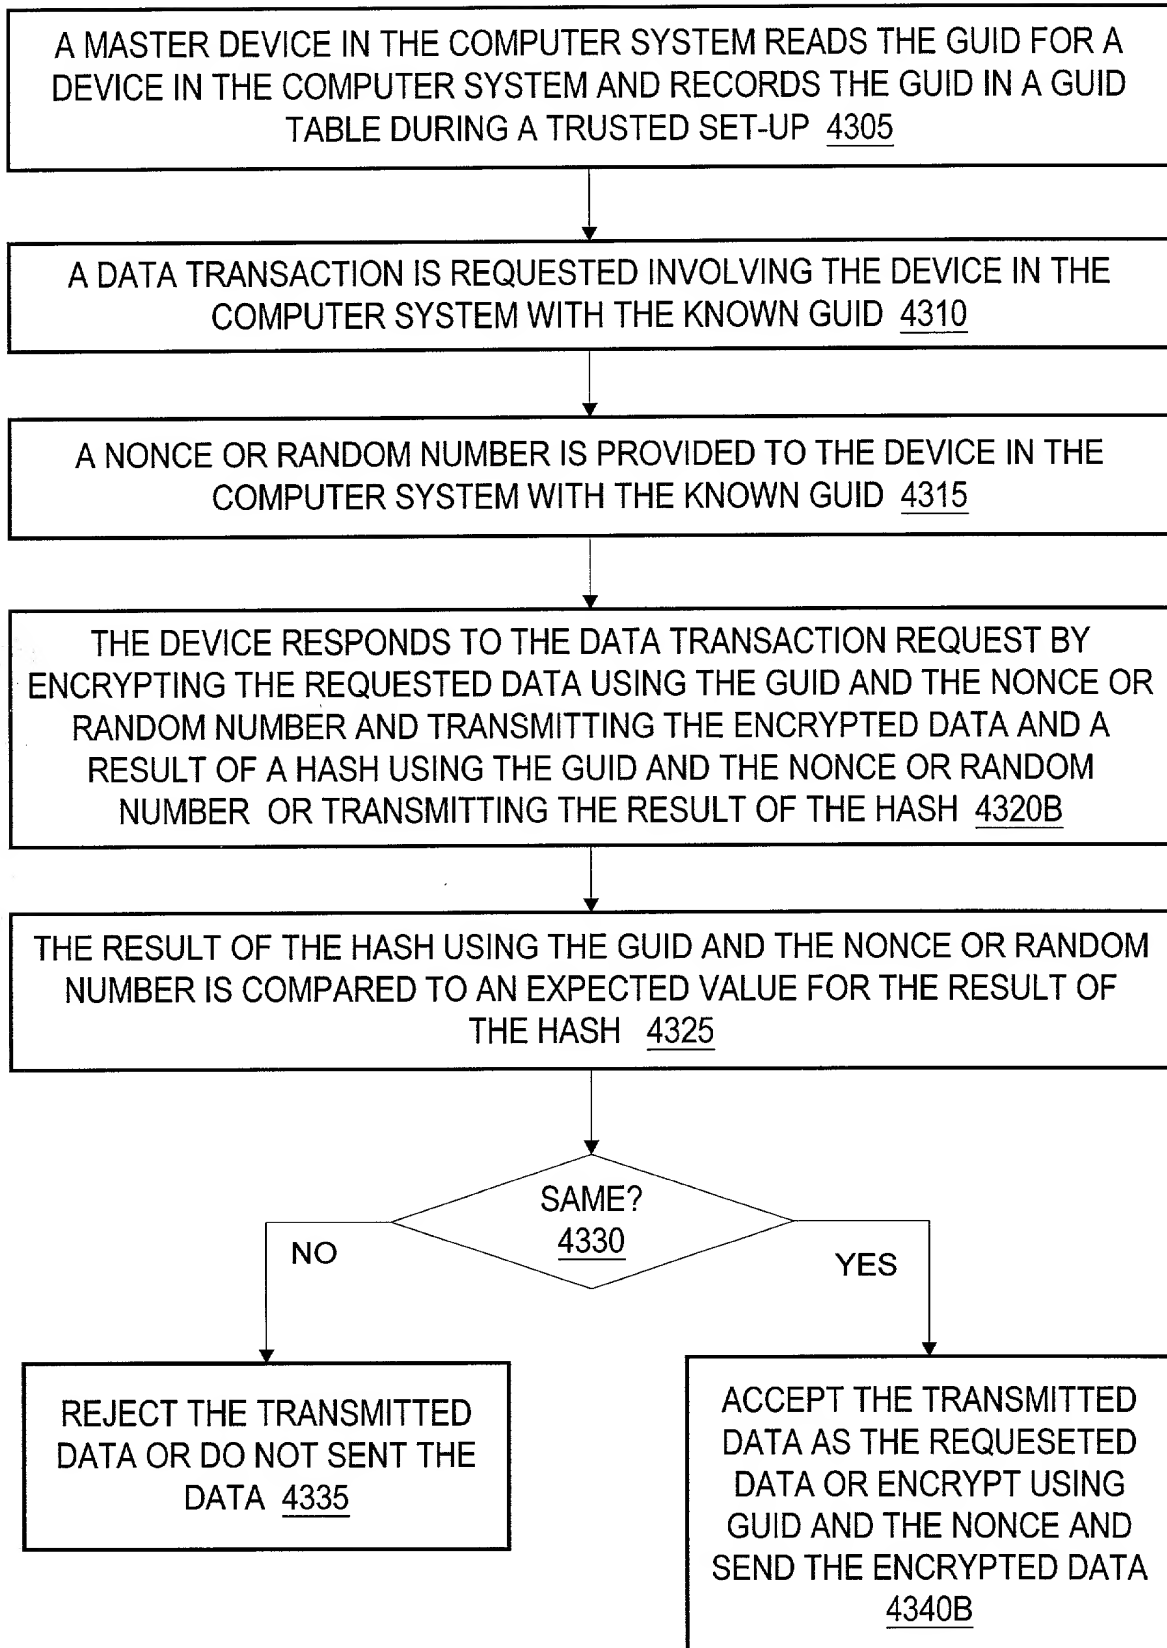 A MASTER DEVICE IN THE COMPUTER SYSTEM READS THE GUID FOR A
DEVICE IN THE COMPUTER SYSTEM AND RECORDS THE GUID IN A GUID
TABLE DURING A TRUSTED SET-UP 4305
A DATA TRANSACTION IS REQUESTED INVOLVING THE DEVICE IN THE
COMPUTER SYSTEM WITH THE KNOWN GUID 4310
A NONCE OR RANDOM NUMBER IS PROVIDED TO THE DEVICE IN THE
COMPUTER SYSTEM WITH THE KNOWN GUID 4315
THE DEVICE RESPONDS TO THE DATA TRANSACTION REQUEST BY
ENCRYPTING THE REQUESTED DATA USING THE GUID AND THE NONCE OR
RANDOM NUMBER AND TRANSMITTING THE ENCRYPTED DATA AND A
RESULT OF A HASH USING THE GUID AND THE NONCE OR RANDOM
NUMBER OR TRANSMITTING THE RESULT OF THE HASH 4320B
THE RESULT OF THE HASH USING THE GUID AND THE NONCE OR RANDOM
NUMBER IS COMPARED TO AN EXPECTED VALUE FOR THE RESULT OF
THE HASH 4325
SAME?
4330
NO
YES
REJECT THE TRANSMITTED
DATA OR DO NOT SENT THE
DATA 4335
ACCEPT THE TRANSMITTED
DATA AS THE REQUESETED
DATA OR ENCRYPT USING
GUID AND THE NONCE AND
SEND THE ENCRYPTED DATA
4340B